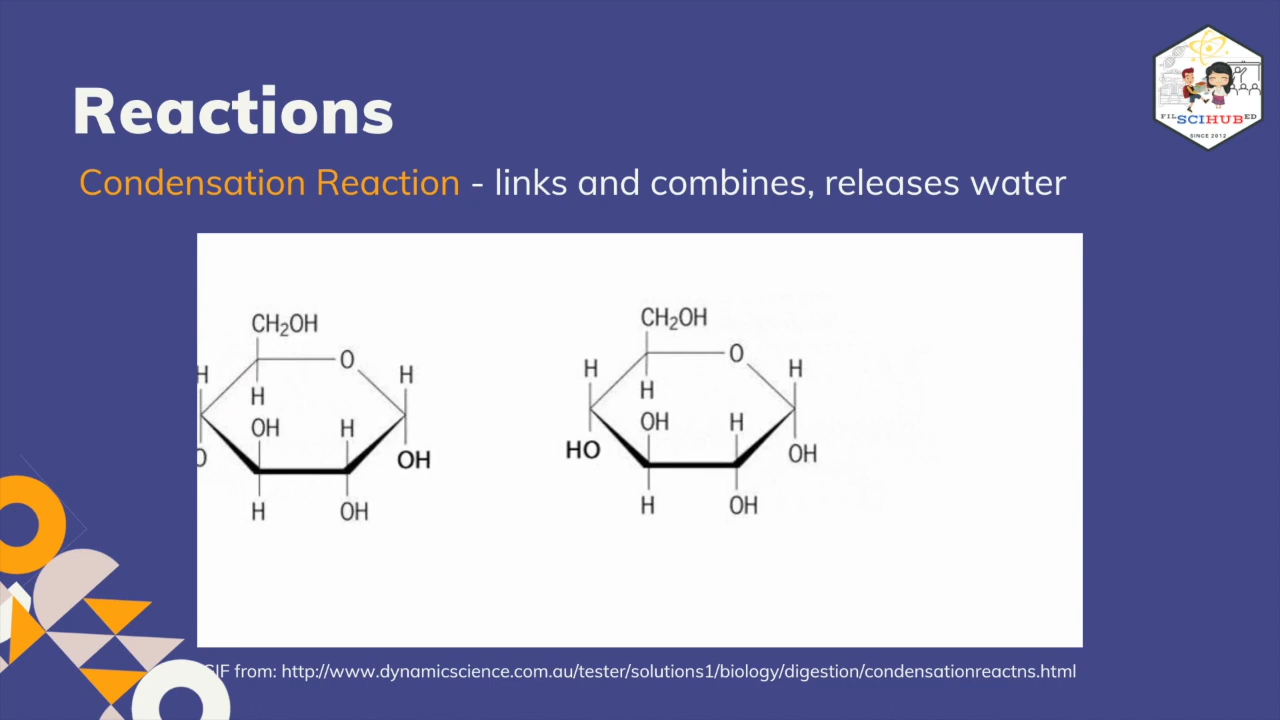 Reactions
FIL SCIHUB ED
SINCE 2012
Condensation Reaction - links and combines, releases water
CH₂OH
O
H
H
H
OH
H
O
OH
H
OH
CH₂OH
O
H
H
H
OH
H
HO
OH
H
OH
GIF from: http://www.dynamicscience.com.au/tester/solutions1/biology/digestion/condensationreactns.html